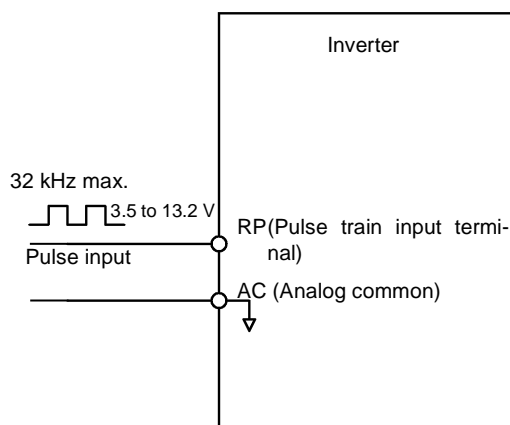 Inverter
32 kHz max.
3.5 to 13.2 V
RP(Pulse train input termi-
nal)
Pulse input
AC (Analog common)